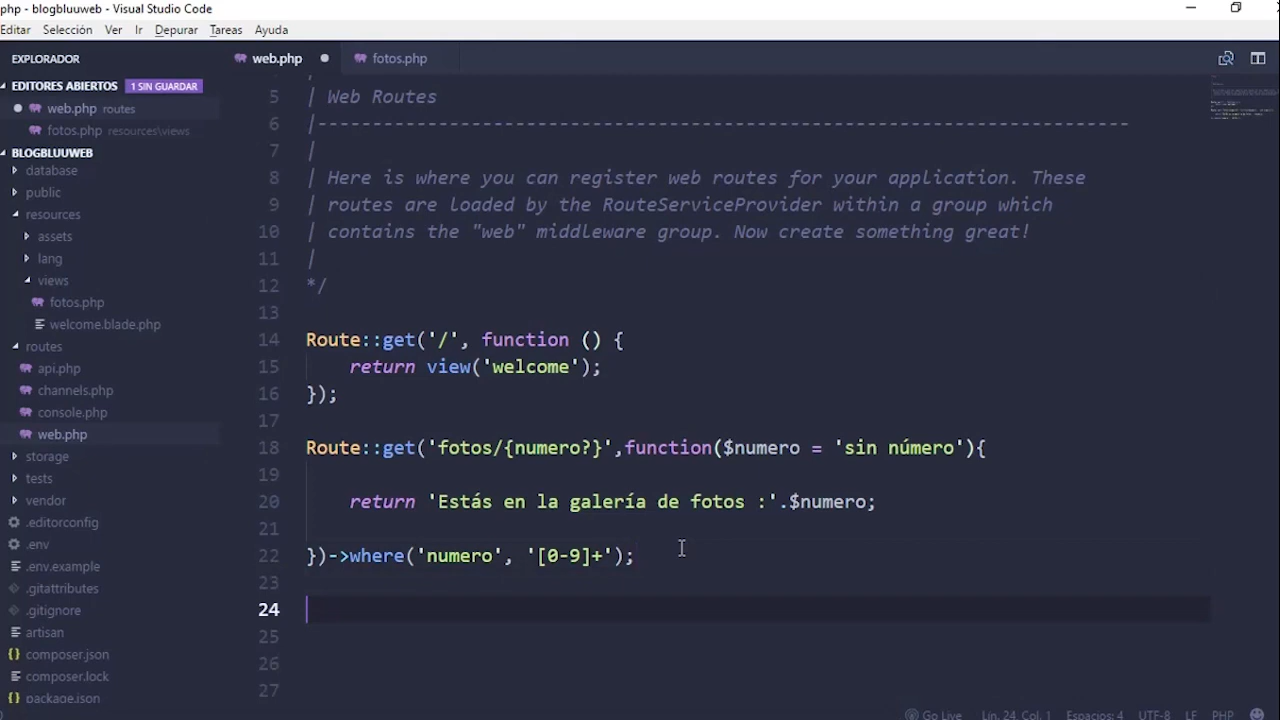 php - blogbluuweb - Visual Studio Code
Editar Selección Ver Ir Depurar Tareas Ayuda
EXPLORADOR
EDITORES ABIERTOS 1 SIN GUARDAR
web.php routes
fotos.php resources\views
BLOGBLUUWEB
database
public
resources
assets
lang
views
fotos.php
welcome.blade.php
routes
api.php
channels.php
console.php
web.php
storage
tests
vendor
.editorconfig
.env
.env.example
.gitattributes
.gitignore
artisan
composer.json
composer.lock
package.json
web.php fotos.php
5 | Web Routes
6 |--------------------------------------------------------------------------
7 |
8 | Here is where you can register web routes for your application. These
9 | routes are loaded by the RouteServiceProvider within a group which
10 | contains the "web" middleware group. Now create something great!
11 |
12 */
13
14 Route::get('/', function () {
15 return view('welcome');
16 });
17
18 Route::get('fotos/{numero?}',function($numero = 'sin número'){
19
20 return 'Estás en la galería de fotos :'.$numero;
21
22 })->where('numero', '[0-9]+');
23
24
25
26
27
Go Live Lín. 24, Col. 1 Espacios: 4 UTF-8 LF PHP